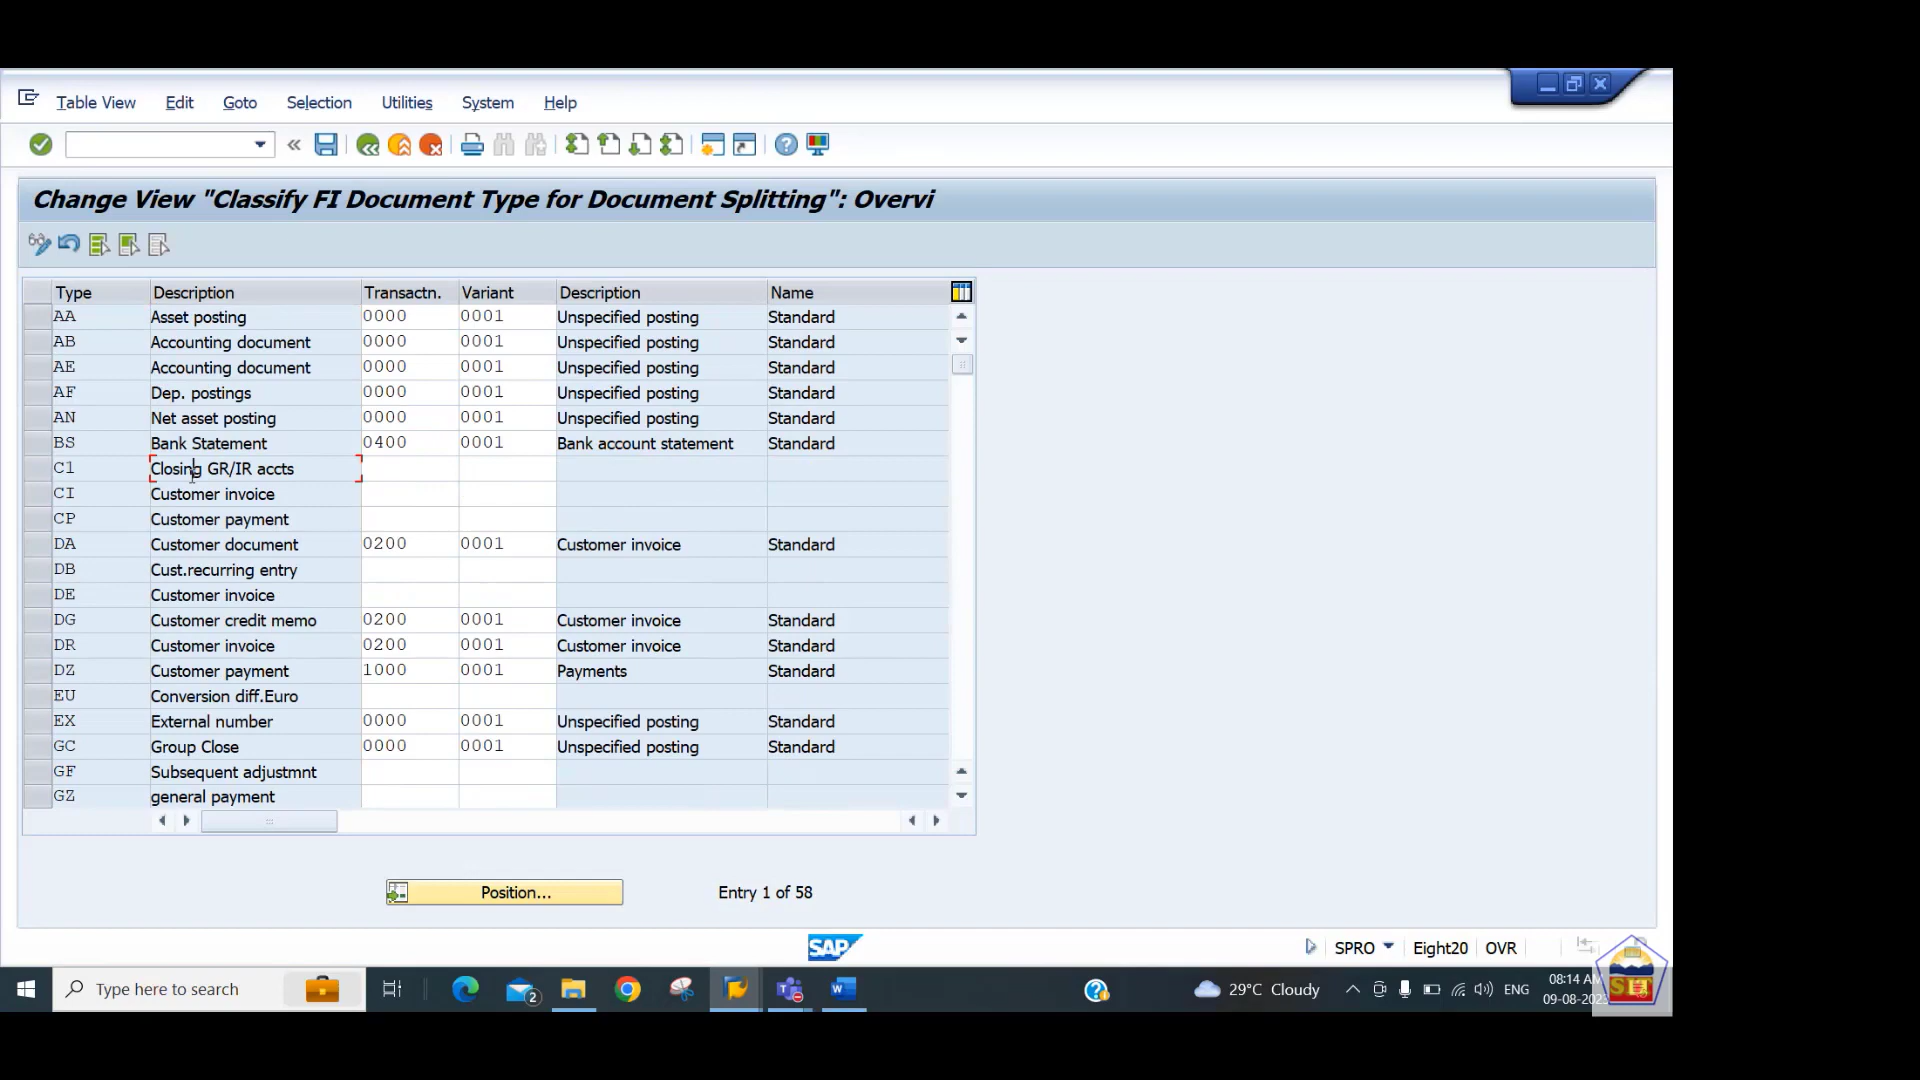 Table View Edit Goto Selection Utilities System Help
Change View "Classify FI Document Type for Document Splitting": Overvi
Type Description Transactn. Variant Description Name
AA Asset posting 0000 0001 Unspecified posting Standard
AB Accounting document 0000 0001 Unspecified posting Standard
AE Accounting document 0000 0001 Unspecified posting Standard
AF Dep. postings 0000 0001 Unspecified posting Standard
AN Net asset posting 0000 0001 Unspecified posting Standard
BS Bank Statement 0400 0001 Bank account statement Standard
C1 Closing GR/IR accts
CI Customer invoice
CP Customer payment
DA Customer document 0200 0001 Customer invoice Standard
DB Cust.recurring entry
DE Customer invoice
DG Customer credit memo 0200 0001 Customer invoice Standard
DR Customer invoice 0200 0001 Customer invoice Standard
DZ Customer payment 1000 0001 Payments Standard
EU Conversion diff.Euro
EX External number 0000 0001 Unspecified posting Standard
GC Group Close 0000 0001 Unspecified posting Standard
GF Subsequent adjustmnt
GZ general payment
Position... Entry 1 of 58
SAP SPRO Eight20 OVR
Type here to search 2 29°C Cloudy ENG 08:14 AM